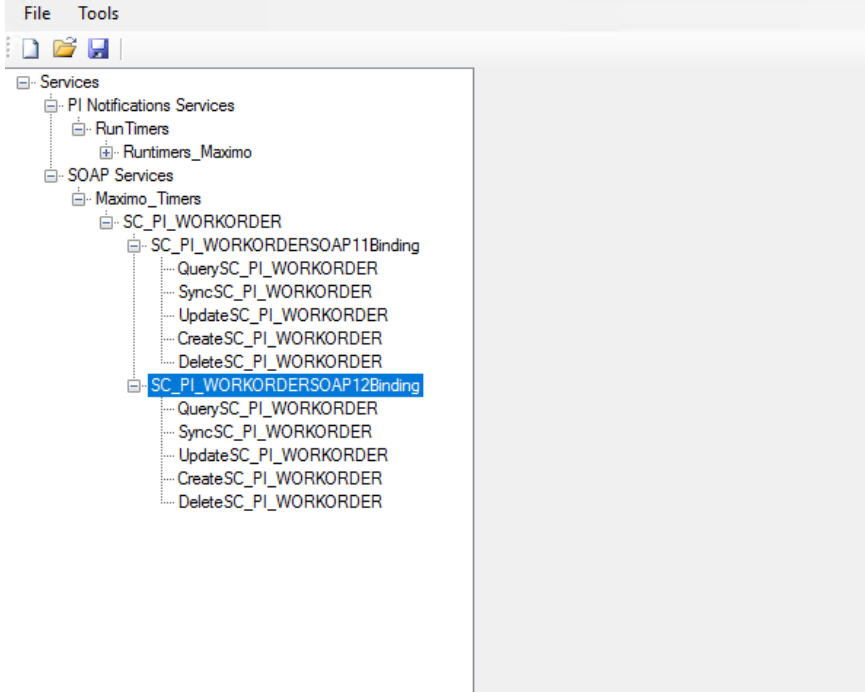 File Tools
Services
PI Notifications Services
RunTimers
Runtimers_Maximo
SOAP Services
Maximo_Timers
SC_PI_WORKORDER
SC_PI_WORKORDERSOAP11Binding
QuerySC_PI_WORKORDER
SyncSC_PI_WORKORDER
UpdateSC_PI_WORKORDER
CreateSC_PI_WORKORDER
DeleteSC_PI_WORKORDER
SC_PI_WORKORDERSOAP12Binding
QuerySC_PI_WORKORDER
SyncSC_PI_WORKORDER
UpdateSC_PI_WORKORDER
CreateSC_PI_WORKORDER
DeleteSC_PI_WORKORDER